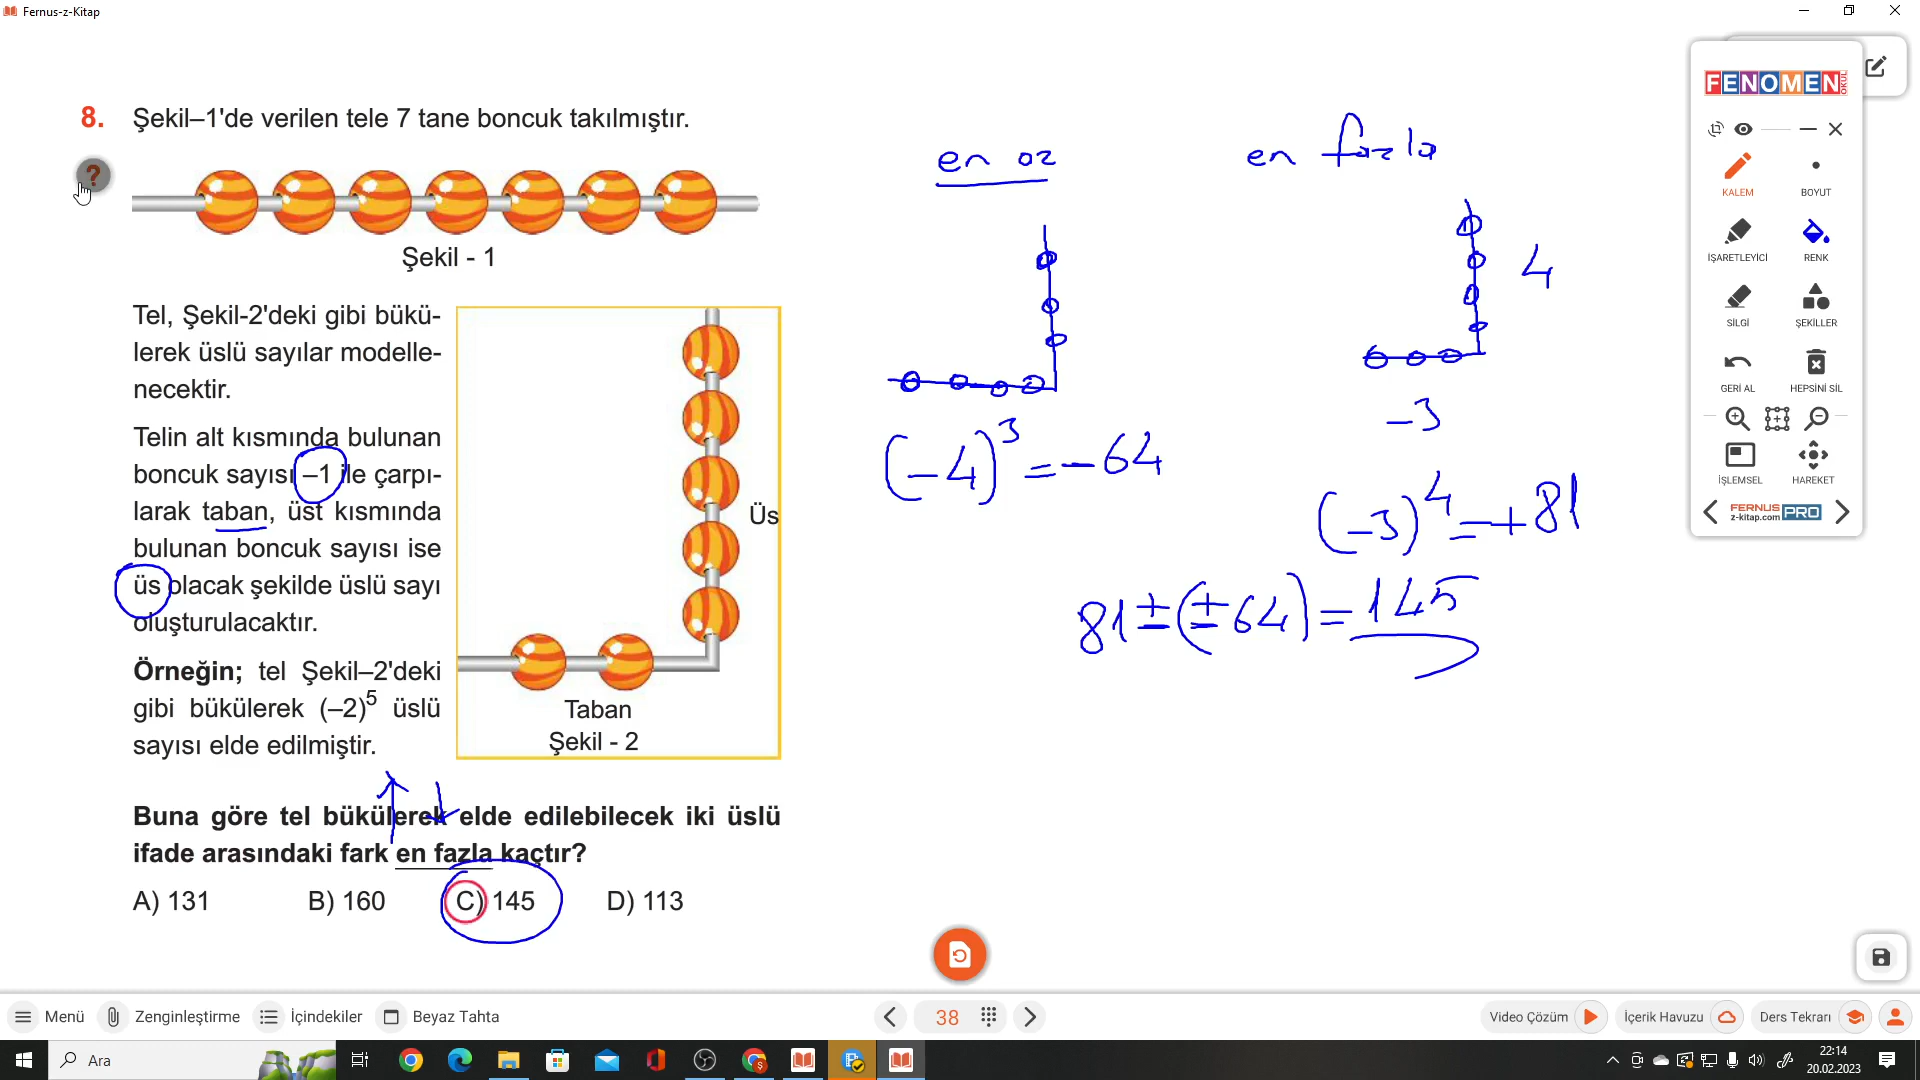 Fernus-z-Kitap
8. Şekil–1'de verilen tele 7 tane boncuk takılmıştır.
?
Şekil - 1
Tel, Şekil-2'deki gibi bükü-
lerek üslü sayılar modelle-
necektir.
Telin alt kısmında bulunan
boncuk sayısı –1 ile çarpı-
larak taban, üst kısmında
bulunan boncuk sayısı ise
üs olacak şekilde üslü sayı
oluşturulacaktır.
Örneğin; tel Şekil–2'deki
gibi bükülerek (–2)⁵ üslü
sayısı elde edilmiştir.
Üs
Taban
Şekil - 2
Buna göre tel bükülerek elde edilebilecek iki üslü
ifade arasındaki fark en fazla kaçtır?
A) 131 B) 160 C) 145 D) 113
en az
(-4)³ = -64
en fazla
4
-3
(-3)⁴ = +81
81 ± (± 64) = 145
FENOMEN OKUL
KALEM BOYUT
İŞARETLEYİCİ RENK
SİLGİ ŞEKİLLER
GERİ AL HEPSİNİ SİL
İŞLEMSEL HAREKET
FERNUS
z-kitap.com PRO
Menü Zenginleştirme İçindekiler Beyaz Tahta 38 Video Çözüm İçerik Havuzu Ders Tekrarı
Ara
22:14
20.02.2023